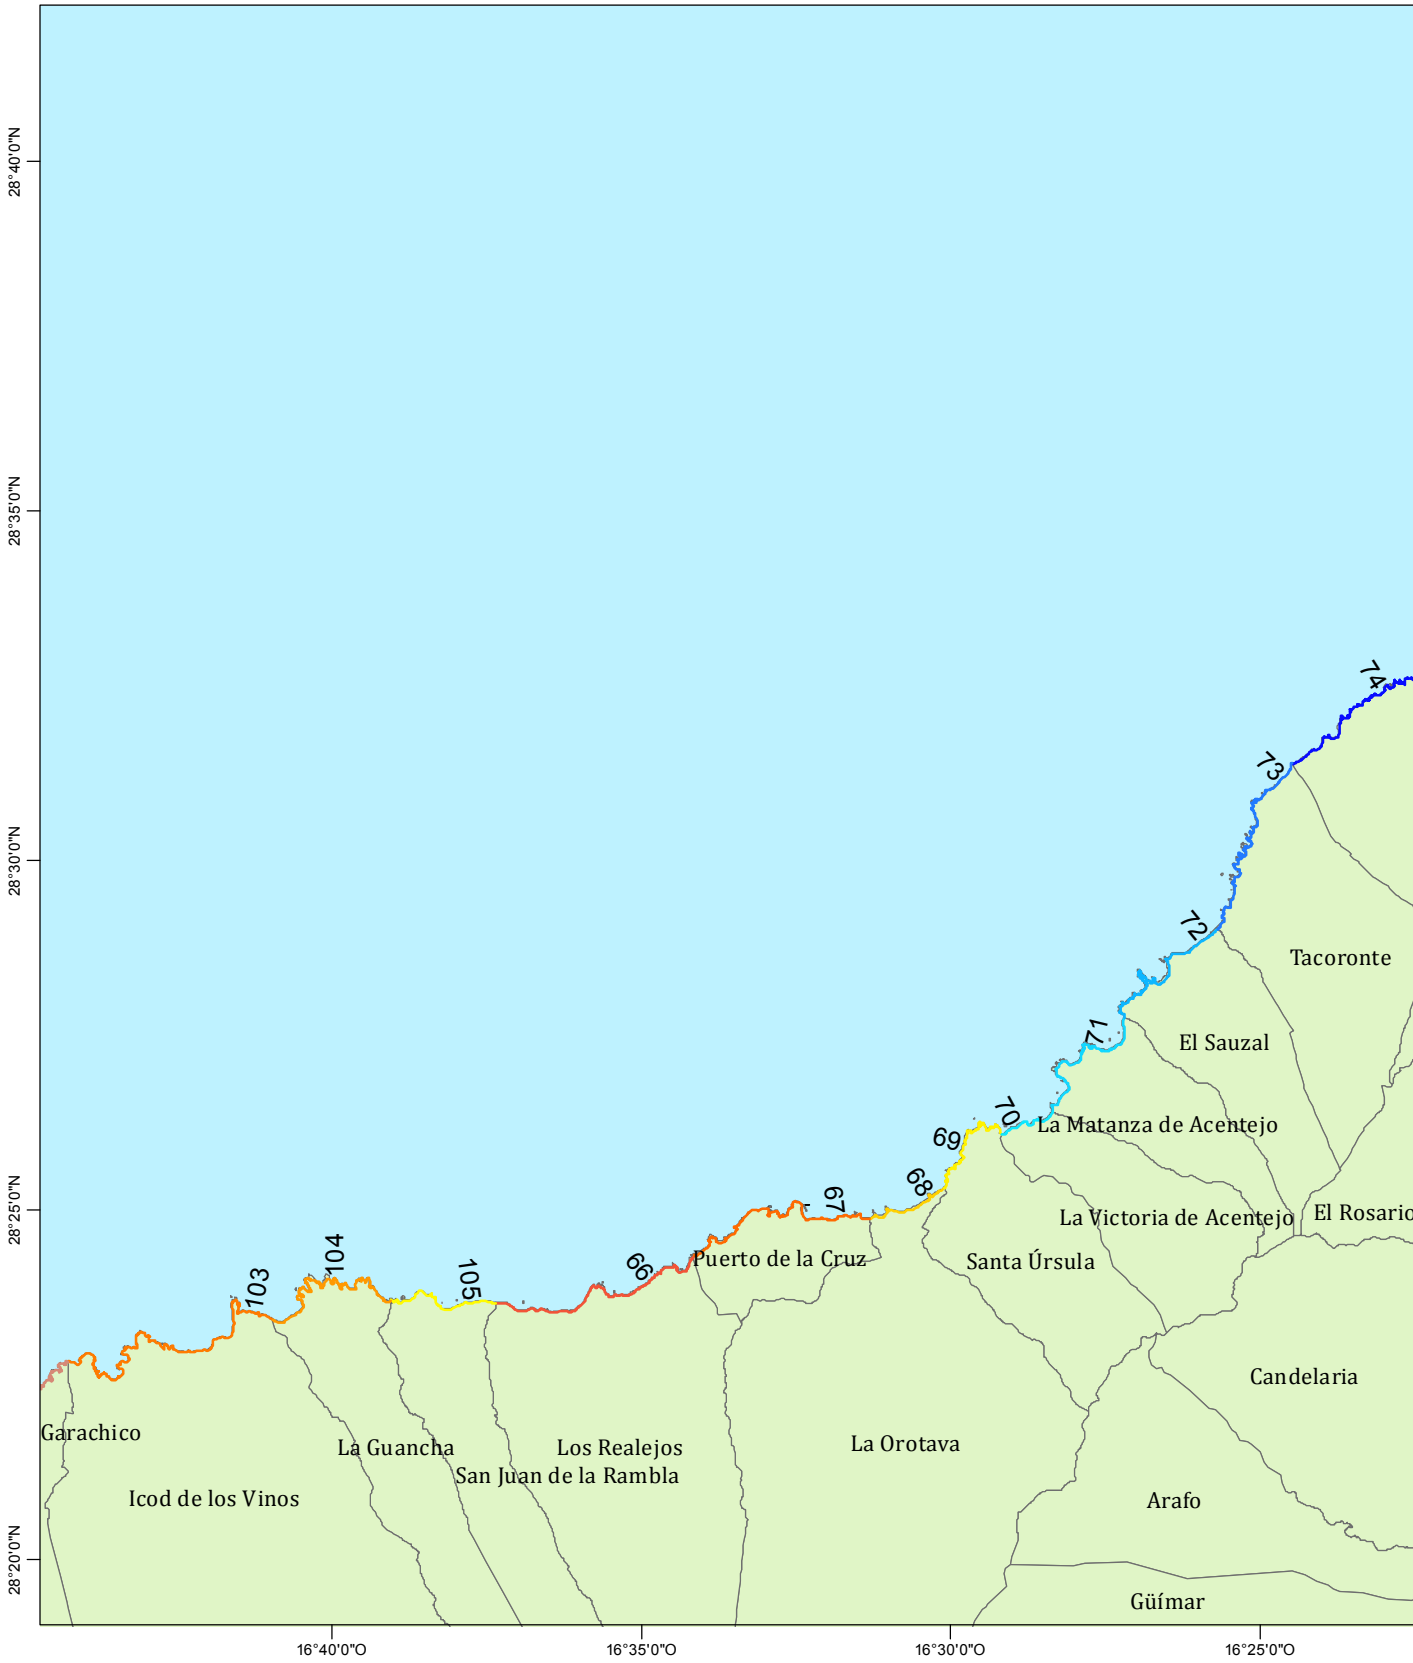 28°40'0"N
28°35'0"N
74
73
28°30'0"N
72
Tacoronte
71
El Sauzal
70
La Matanza de Acentejo
69
68
28°25'0"N
67
La Victoria de Acentejo
El Rosario
104
66
Puerto de la Cruz
Santa Úrsula
103
105
Candelaria
Garachico
La Guancha
Los Realejos
La Orotava
San Juan de la Rambla
Icod de los Vinos
Arafo
28°20'0"N
Güímar
16°40'0"O
16°35'0"O
16°30'0"O
16°25'0"O